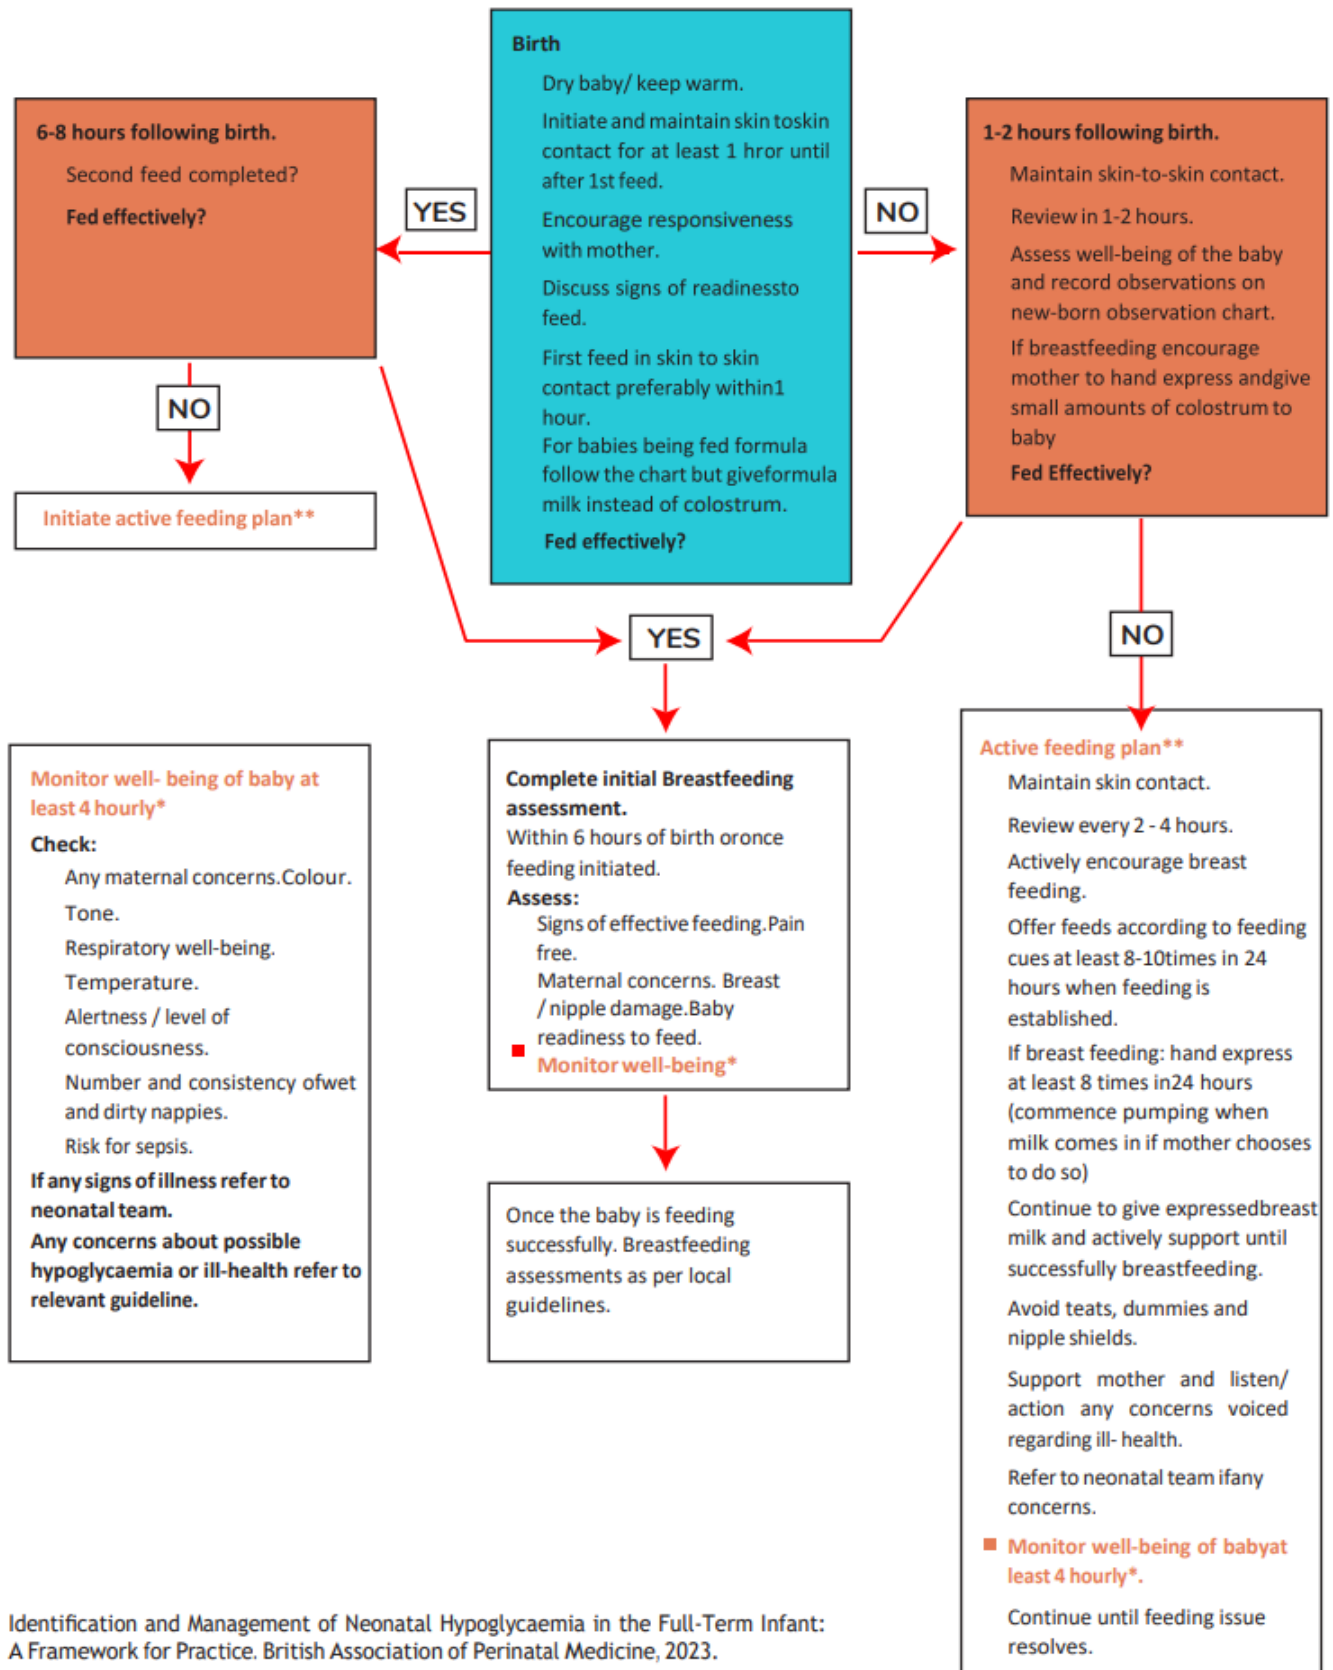 Birth
Dry baby/ keep warm.
Initiate and maintain skin toskin
contact for at least 1 hror until
after 1st feed.
Encourage responsiveness
with mother.
Discuss signs of readinessto
feed.
First feed in skin to skin
contact preferably within1
hour.
For babies being fed formula
follow the chart but giveformula
milk instead of colostrum.
Fed effectively?
YES
6-8 hours following birth.
Second feed completed?
Fed effectively?
NO
Initiate active feeding plan**
NO
1-2 hours following birth.
Maintain skin-to-skin contact.
Review in 1-2 hours.
Assess well-being of the baby
and record observations on
new-born observation chart.
If breastfeeding encourage
mother to hand express andgive
small amounts of colostrum to
baby
Fed Effectively?
YES
NO
Monitor well- being of baby at
least 4 hourly*
Check:
Any maternal concerns.Colour.
Tone.
Respiratory well-being.
Temperature.
Alertness / level of
consciousness.
Number and consistency ofwet
and dirty nappies.
Risk for sepsis.
If any signs of illness refer to
neonatal team.
Any concerns about possible
hypoglycaemia or ill-health refer to
relevant guideline.
Complete initial Breastfeeding
assessment.
Within 6 hours of birth oronce
feeding initiated.
Assess:
Signs of effective feeding.Pain
free.
Maternal concerns. Breast
/ nipple damage.Baby
readiness to feed.
Monitor well-being*
Once the baby is feeding
successfully. Breastfeeding
assessments as per local
guidelines.
Active feeding plan**
Maintain skin contact.
Review every 2 - 4 hours.
Actively encourage breast
feeding.
Offer feeds according to feeding
cues at least 8-10times in 24
hours when feeding is
established.
If breast feeding: hand express
at least 8 times in24 hours
(commence pumping when
milk comes in if mother chooses
to do so)
Continue to give expressedbreast
milk and actively support until
successfully breastfeeding.
Avoid teats, dummies and
nipple shields.
Support mother and listen/
action any concerns voiced
regarding ill- health.
Refer to neonatal team ifany
concerns.
Monitor well-being of babyat
least 4 hourly*.
Continue until feeding issue
resolves.
Identification and Management of Neonatal Hypoglycaemia in the Full-Term Infant:
A Framework for Practice. British Association of Perinatal Medicine, 2023.